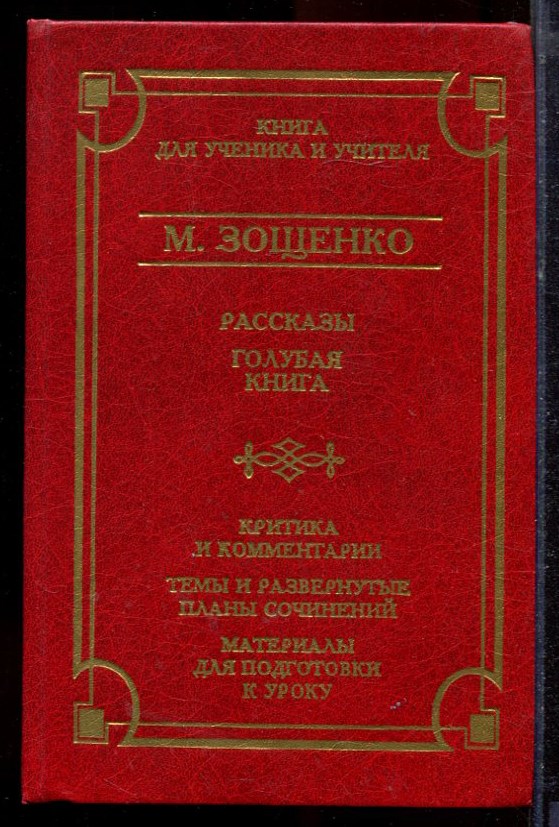 КНИГА
ДЛЯ УЧЕНИКА И УЧИТЕЛЯ
М. ЗОЩЕНКО
РАССКАЗЫ
ГОЛУБАЯ
КНИГА
КРИТИКА
И КОММЕНТАРИИ
ТЕМЫ И РАЗВЕРНУТЫЕ
ПЛАНЫ СОЧИНЕНИЙ
МАТЕРИАЛЫ
ДЛЯ ПОДГОТОВКИ
К УРОКУ